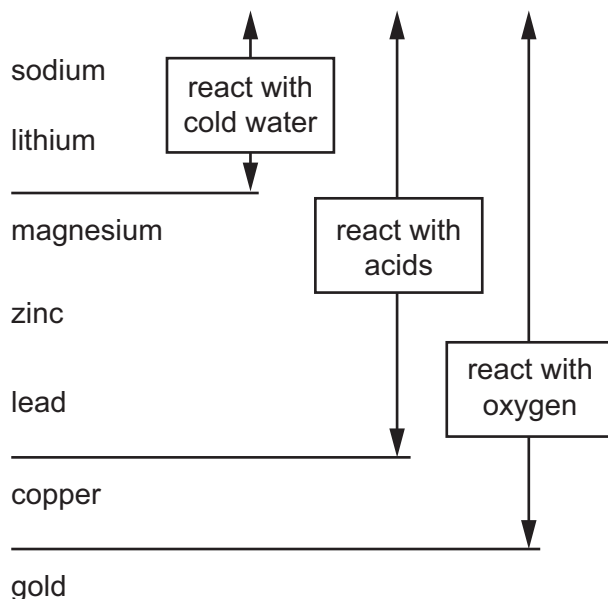 sodium
react with
cold water
lithium
magnesium
react with
acids
zinc
react with
oxygen
lead
copper
gold